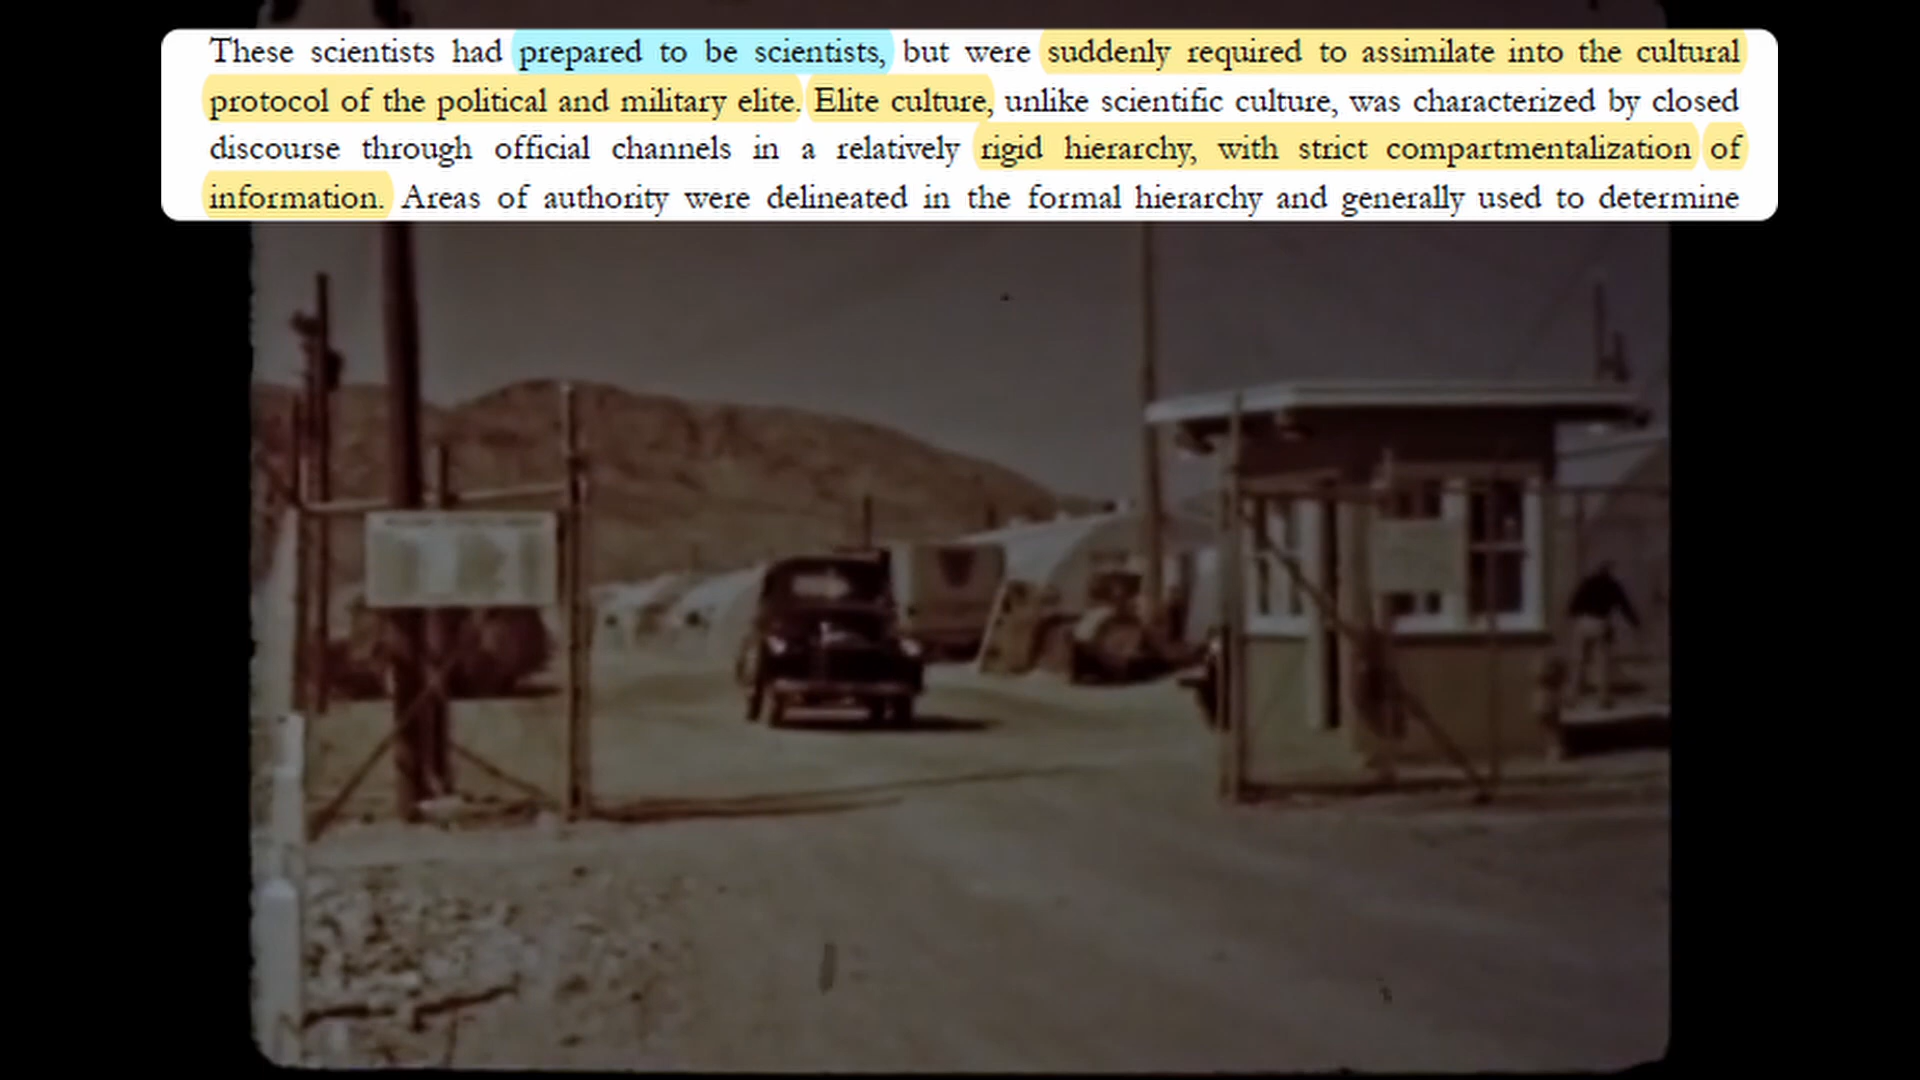 These scientists had prepared to be scientists, but were suddenly required to assimilate into the cultural
protocol of the political and military elite. Elite culture, unlike scientific culture, was characterized by closed
discourse through official channels in a relatively rigid hierarchy, with strict compartmentalization of
information. Areas of authority were delineated in the formal hierarchy and generally used to determine